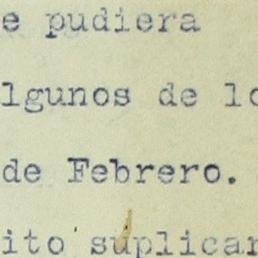 e pudiera
lgunos de lo
de Febrero.
ito suplicar